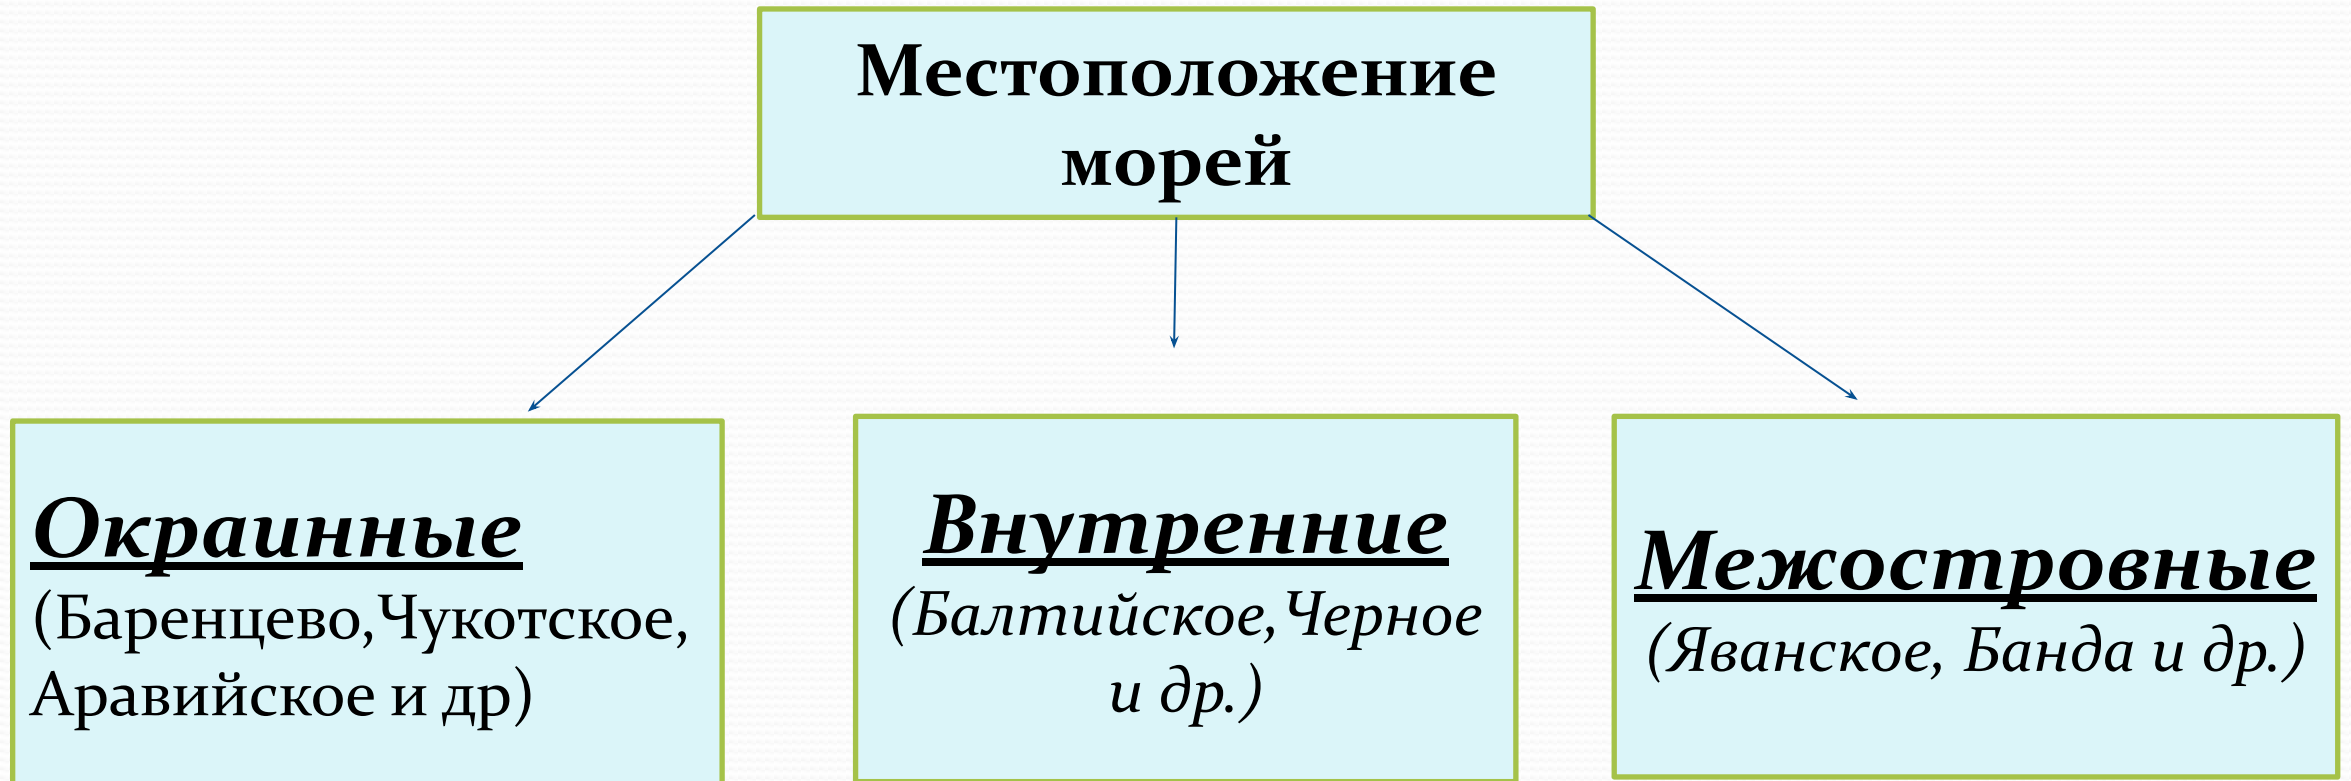 Местоположение
морей
Окраинные
(Баренцево,Чукотское,
Аравийское и др)
Внутренние
(Балтийское,Черное
и др.)
Межостровные
(Яванское, Банда и др.)